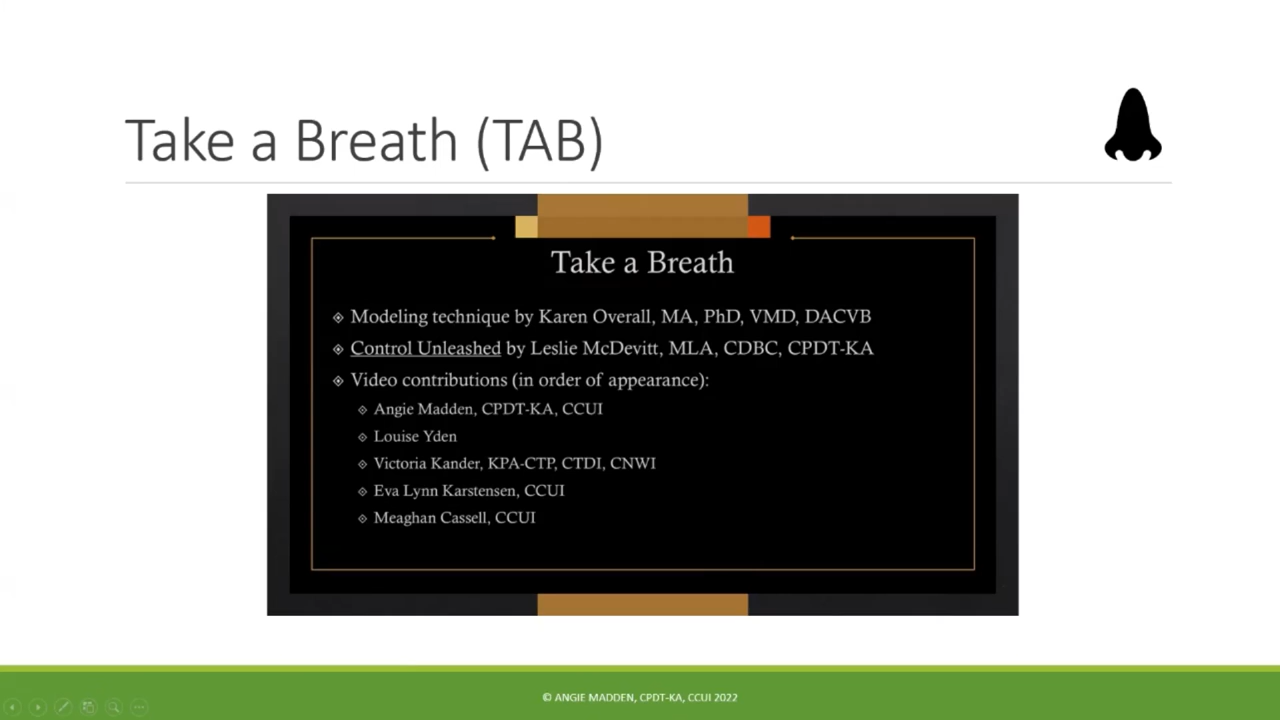 Take a Breath (TAB)
Take a Breath
Modeling technique by Karen Overall, MA, PhD, VMD, DACVB
Control Unleashed by Leslie McDevitt, MLA, CDBC, CPDT-KA
Video contributions (in order of appearance):
Angie Madden, CPDT-KA, CCUI
Louise Yden
Victoria Kander, KPA-CTP, CTDI, CNWI
Eva Lynn Karstensen, CCUI
Meaghan Cassell, CCUI
© ANGIE MADDEN, CPDT-KA, CCUI 2022